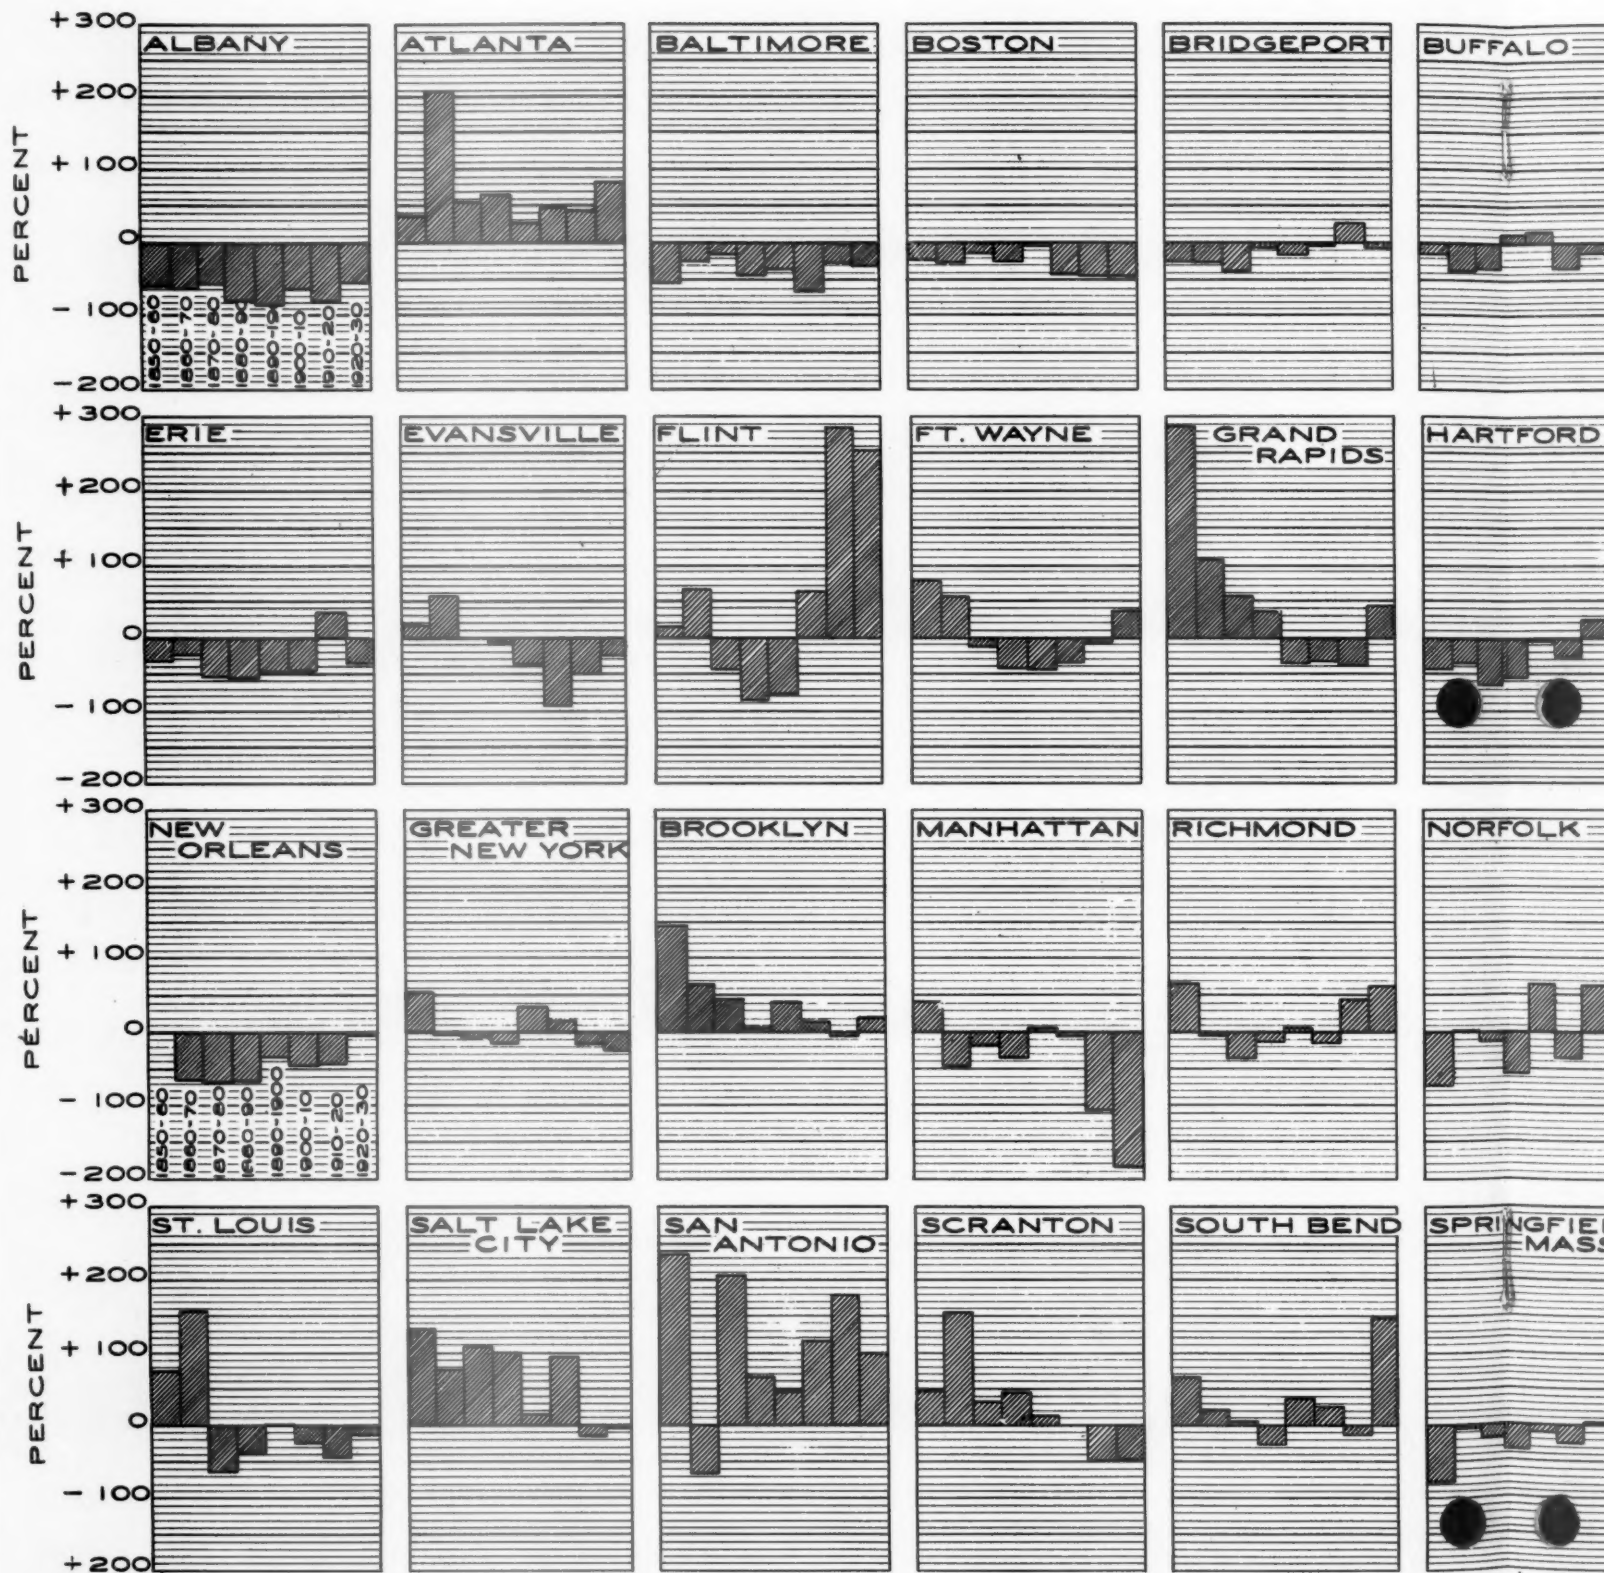 +300
+200
+ 100
0
- 100
-200
PERCENT
ALBANY
1850-60
1860-70
1870-80
1880-90
1890-19
1900-10
1910-20
1920-30
ATLANTA
BALTIMORE
BOSTON
BRIDGEPORT
BUFFALO
+300
+200
+ 100
0
- 100
-200
PERCENT
ERIE
EVANSVILLE
FLINT
FT. WAYNE
GRAND
RAPIDS
HARTFORD
+300
+200
+ 100
0
- 100
-200
PERCENT
NEW
ORLEANS
1850-60
1860-70
1870-80
1880-90
1890-1900
1900-10
1910-20
1920-30
GREATER
NEW YORK
BROOKLYN
MANHATTAN
RICHMOND
NORFOLK
+300
+200
+ 100
0
- 100
+200
PERCENT
ST. LOUIS
SALT LAKE
CITY
SAN
ANTONIO
SCRANTON
SOUTH BEND
SPRINGFIE
MASS